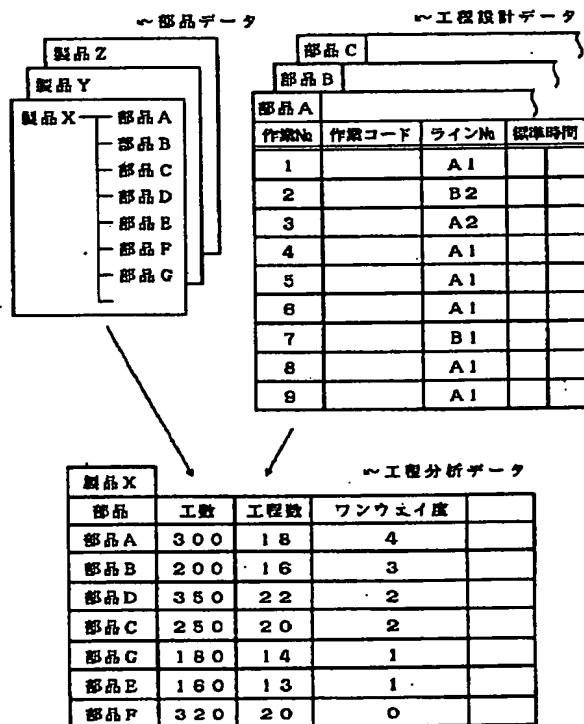 ～部品データ
製品Z
製品Y
製品X
部品A
部品B
部品C
部品D
部品E
部品F
部品G
～工程設計データ
部品C
部品B
部品A
作業№ 作業コード ライン№ 標準時間
1 A1
2 B2
3 A2
4 A1
5 A1
6 A1
7 B1
8 A1
9 A1
～工程分析データ
製品X
部品 工数 工程数 ワンウェイ度
部品A 300 18 4
部品B 200 16 3
部品D 350 22 2
部品C 250 20 2
部品G 180 14 1
部品E 160 13 1
部品F 320 20 0